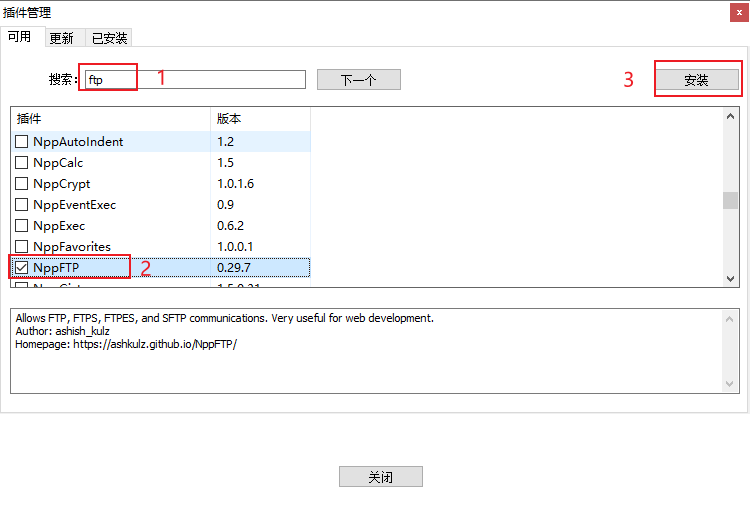 插件管理
x
可用 更新 已安装
搜索: ftp 1 下一个 3 安装
插件 版本
NppAutoIndent 1.2
NppCalc 1.5
NppCrypt 1.0.1.6
NppEventExec 0.9
NppExec 0.6.2
NppFavorites 1.0.0.1
NppFTP 2 0.29.7
Allows FTP, FTPS, FTPES, and SFTP communications. Very useful for web development.
Author: ashish_kulz
Homepage: https://ashkulz.github.io/NppFTP/
关闭